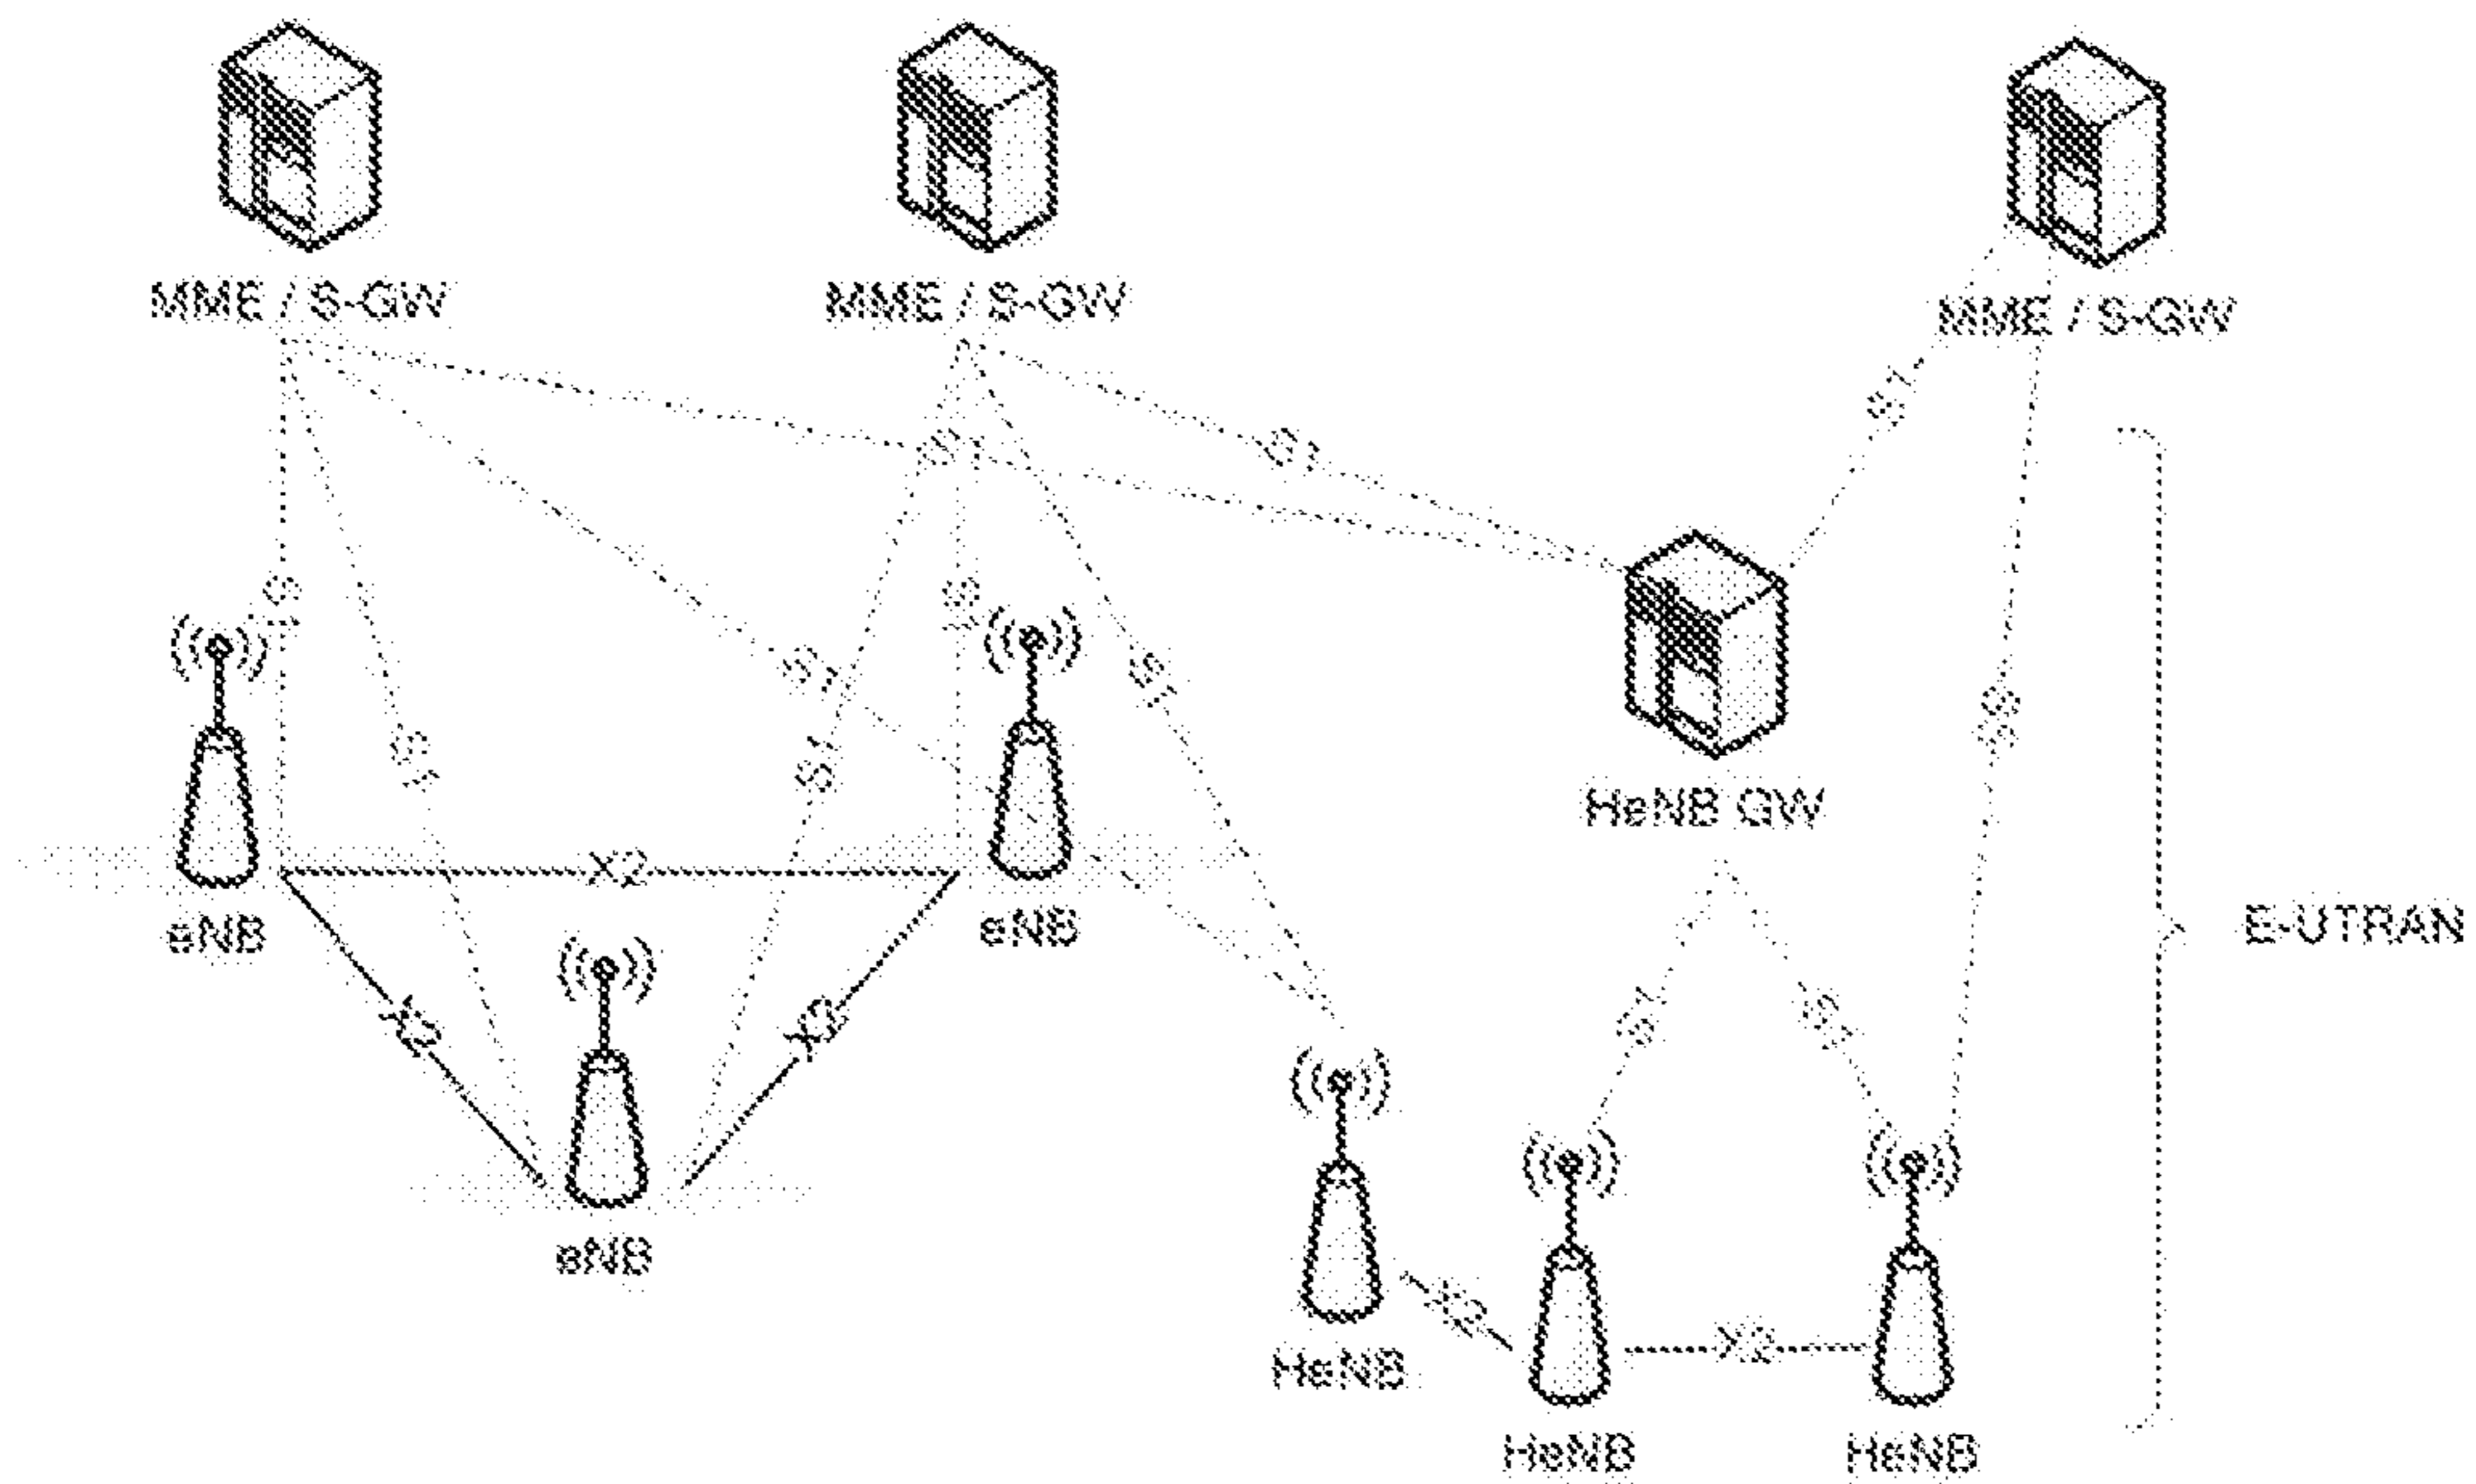 MME / S-GW
MME / S-GW
MME / S-GW
S1
S1
S1
S1
S1
S1
S1
S1
S1
S1
HeNB GW
X2
eNB
eNB
E-UTRAN
X2
X2
S1
S1
eNB
HeNB
X2
X2
HeNB
HeNB